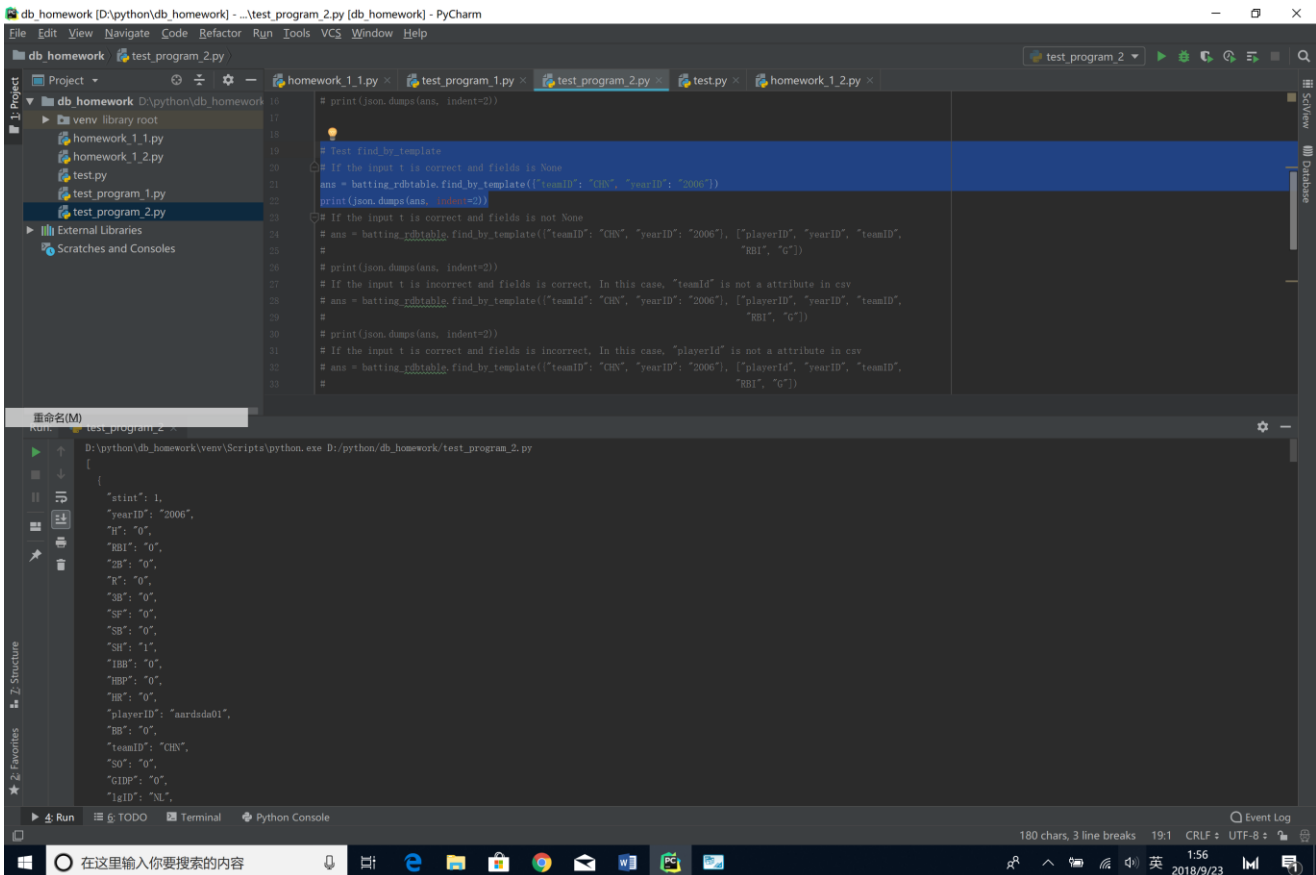 db_homework [D:\python\db_homework] - ...\test_program_2.py [db_homework] - PyCharm
File Edit View Navigate Code Refactor Run Tools VCS Window Help
db_homework test_program_2.py
test_program_2
Project
homework_1_1.py
test_program_1.py
test_program_2.py
test.py
homework_1_2.py
1: Project
db_homework D:\python\db_homework
venv library root
homework_1_1.py
homework_1_2.py
test.py
test_program_1.py
test_program_2.py
External Libraries
Scratches and Consoles
16 # print(json.dumps(ans, indent=2))
17
18
19 # Test find_by_template
20 # If the input t is correct and fields is None
21 ans = batting_rdbtable.find_by_template({"teamID": "CHN", "yearID": "2006"})
22 print(json.dumps(ans, indent=2))
23 # If the input t is correct and fields is not None
24 # ans = batting_rdbtable.find_by_template({"teamID": "CHN", "yearID": "2006"}, ["playerID", "yearID", "teamID",
25 # "RBI", "G"])
26 # print(json.dumps(ans, indent=2))
27 # If the input t is incorrect and fields is correct, In this case, "teamId" is not a attribute in csv
28 # ans = batting_rdbtable.find_by_template({"teamId": "CHN", "yearID": "2006"}, ["playerID", "yearID", "teamID",
29 # "RBI", "G"])
30 # print(json.dumps(ans, indent=2))
31 # If the input t is correct and fields is incorrect, In this case, "playerId" is not a attribute in csv
32 # ans = batting_rdbtable.find_by_template({"teamID": "CHN", "yearID": "2006"}, ["playerId", "yearID", "teamID",
33 # "RBI", "G"])
SciView
Database
重命名(M)
Run: test_program_2
D:\python\db_homework\venv\Scripts\python.exe D:/python/db_homework/test_program_2.py
[
{
"stint": 1,
"yearID": "2006",
"H": "0",
"RBI": "0",
"2B": "0",
"R": "0",
"3B": "0",
"SF": "0",
"SB": "0",
"SH": "1",
"IBB": "0",
"HBP": "0",
"HR": "0",
"playerID": "aardsda01",
"BB": "0",
"teamID": "CHN",
"SO": "0",
"GIDP": "0",
"lgID": "NL",
Z: Structure
2: Favorites
4: Run 6: TODO Terminal Python Console Event Log
180 chars, 3 line breaks 19:1 CRLF UTF-8
在这里输入你要搜索的内容
英
1:56
2018/9/23